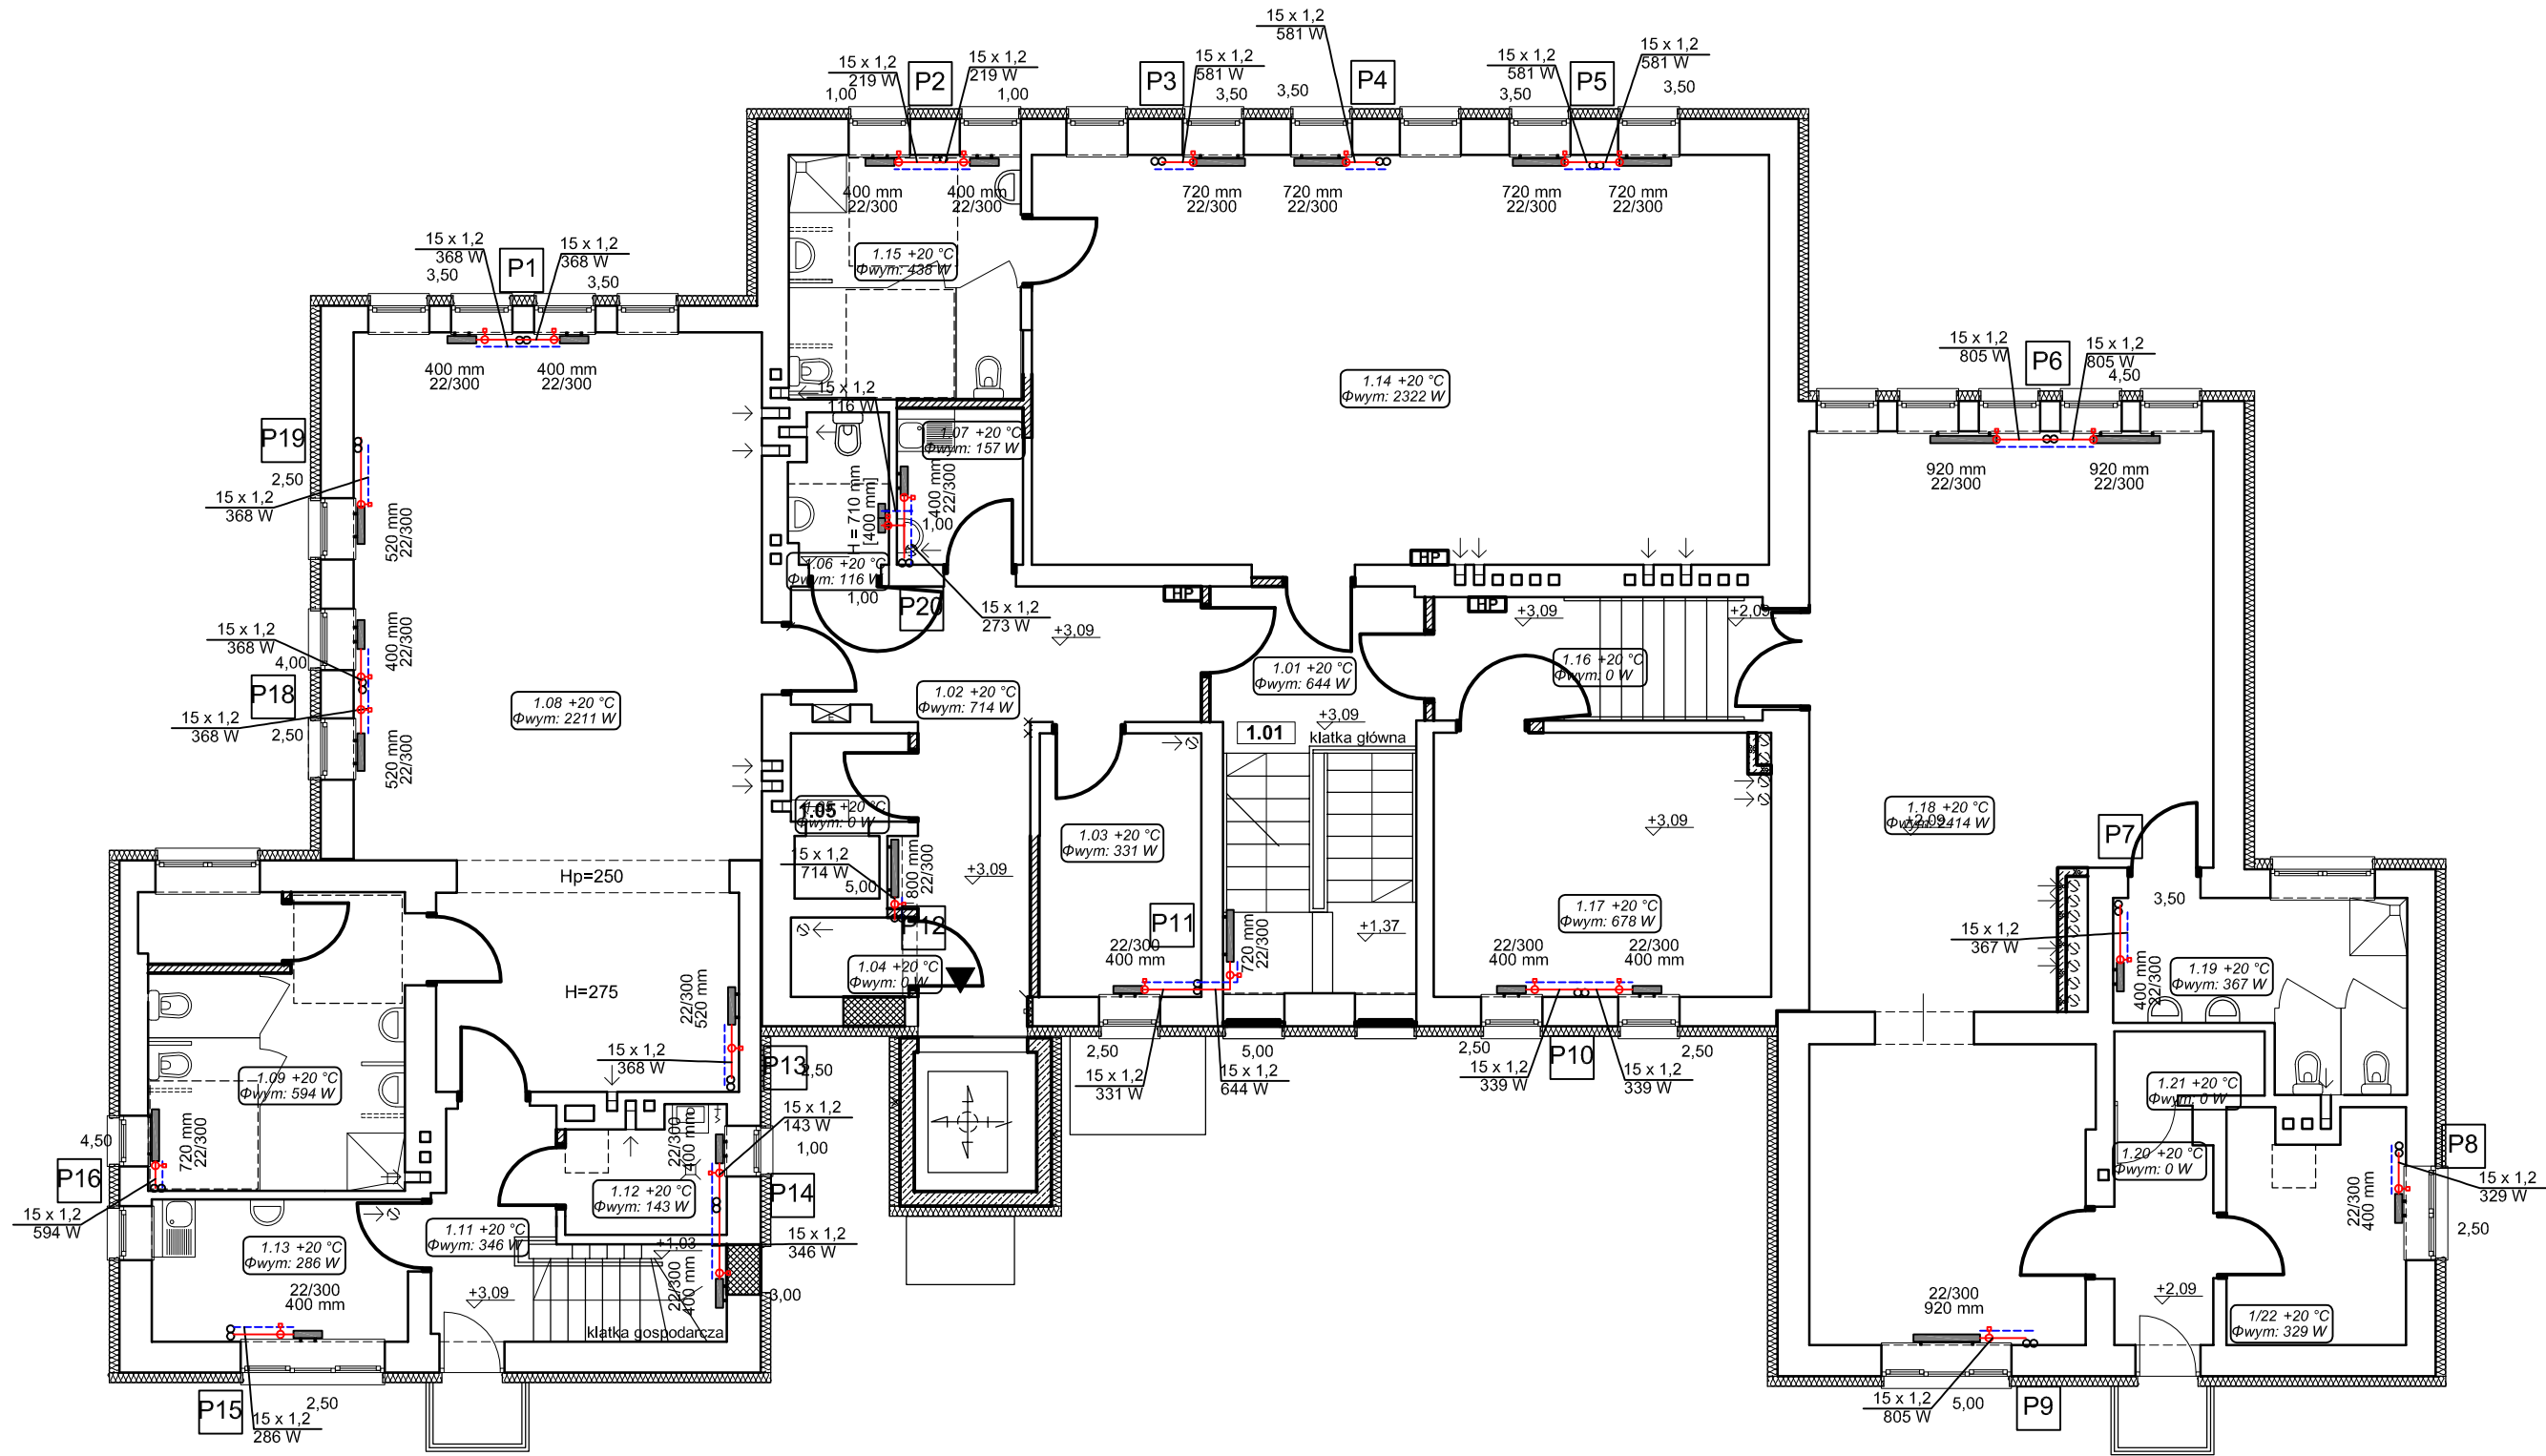 15 x 1,2
581 W
15 x 1,2
219 W
P2
15 x 1,2
219 W
1,00
1,00
P3
15 x 1,2
581 W
3,50
3,50
P4
15 x 1,2
581 W
P5
15 x 1,2
581 W
3,50
3,50
400 mm
22/300
400 mm
22/300
720 mm
22/300
720 mm
22/300
720 mm
22/300
720 mm
22/300
15 x 1,2
368 W
P1
15 x 1,2
368 W
3,50
3,50
1.15 +20 °C
Φwym: 438 W
400 mm
22/300
400 mm
22/300
15 x 1,2
116 W
1.14 +20 °C
Φwym: 2322 W
15 x 1,2
805 W
P6
15 x 1,2
805 W
4,50
920 mm
22/300
920 mm
22/300
P19
2,50
15 x 1,2
368 W
520 mm
22/300
1.07 +20 °C
Φwym: 157 W
400 mm
22/300
H = 710 mm
[400 mm]
1,00
1.06 +20 °C
Φwym: 116 W
1,00
P20
15 x 1,2
273 W
HP
HP
HP
+3,09
+3,09
+2,09
15 x 1,2
368 W
4,00
400 mm
22/300
P18
15 x 1,2
368 W
2,50
520 mm
22/300
1.08 +20 °C
Φwym: 2211 W
1.02 +20 °C
Φwym: 714 W
E
1.01 +20 °C
Φwym: 644 W
1.16 +20 °C
Φwym: 0 W
+3,09
1.01
klatka główna
1.05 +20 °C
Φwym: 0 W
1.05
1.03 +20 °C
Φwym: 331 W
+3,09
1.18 +20 °C
Φwym: 2414 W
+2,09
P7
Hp=250
15 x 1,2
714 W
5,00
800 mm
22/300
+3,09
P12
P11
720 mm
22/300
+1,37
1.17 +20 °C
Φwym: 678 W
3,50
15 x 1,2
367 W
400 mm
22/300
1.19 +20 °C
Φwym: 367 W
1.04 +20 °C
Φwym: 0 W
22/300
400 mm
22/300
400 mm
22/300
400 mm
H=275
22/300
520 mm
15 x 1,2
368 W
P13
2,50
2,50
15 x 1,2
331 W
5,00
15 x 1,2
644 W
2,50
15 x 1,2
339 W
P10
2,50
15 x 1,2
339 W
1.09 +20 °C
Φwym: 594 W
4,50
P16
720 mm
22/300
15 x 1,2
594 W
22/300
400 mm
15 x 1,2
143 W
1,00
1.12 +20 °C
Φwym: 143 W
P14
1.21 +20 °C
Φwym: 0 W
1.20 +20 °C
Φwym: 0 W
P8
15 x 1,2
329 W
22/300
400 mm
2,50
1.13 +20 °C
Φwym: 286 W
1.11 +20 °C
Φwym: 346 W
+1,03
15 x 1,2
346 W
22/300
400 mm
3,00
22/300
400 mm
+3,09
klatka gospodarcza
22/300
920 mm
+2,09
1/22 +20 °C
Φwym: 329 W
P15
15 x 1,2
286 W
2,50
15 x 1,2
805 W
5,00
P9